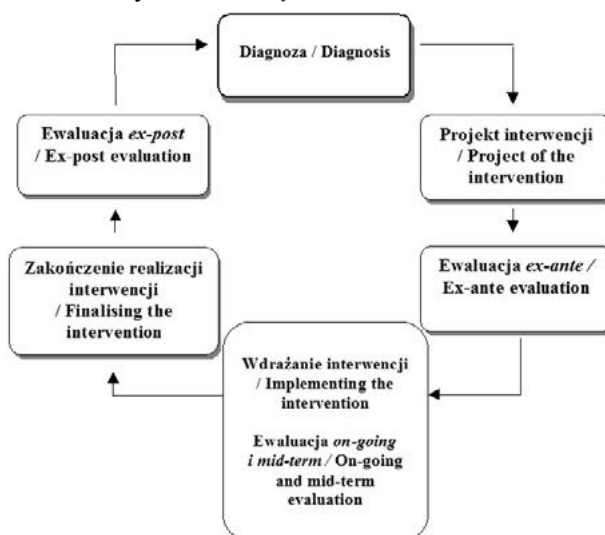 Diagnoza / Diagnosis
Projekt interwencji
/ Project of the
intervention
Ewaluacja ex-ante /
Ex-ante evaluation
Wdrażanie interwencji
/ Implementing the
intervention
Ewaluacja on-going
i mid-term / On-going
and mid-term
evaluation
Zakończenie realizacji
interwencji
/ Finalising the
intervention
Ewaluacja ex-post
/ Ex-post evaluation